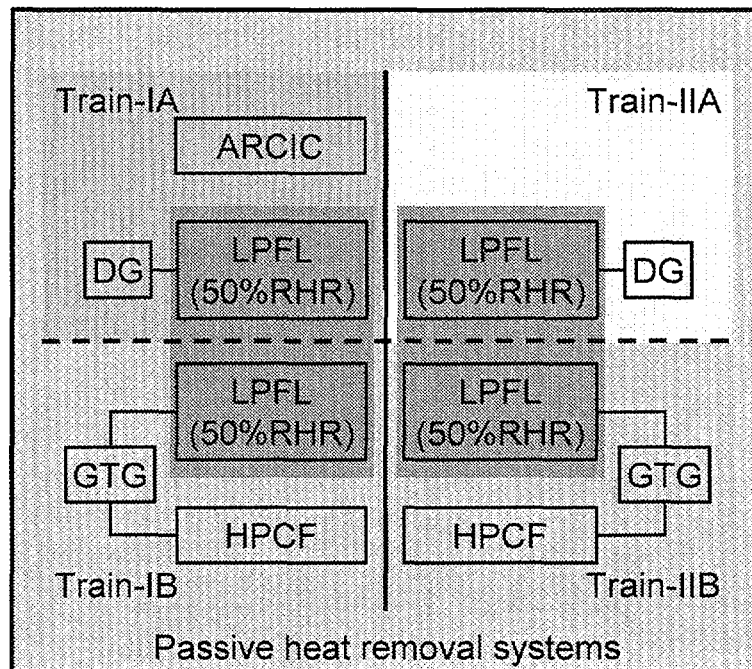 Train-IA
Train-IIA
ARCIC
DG
LPFL
(50%RHR)
LPFL
(50%RHR)
DG
LPFL
(50%RHR)
LPFL
(50%RHR)
GTG
GTG
HPCF
HPCF
Train-IB
Train-IIB
Passive heat removal systems